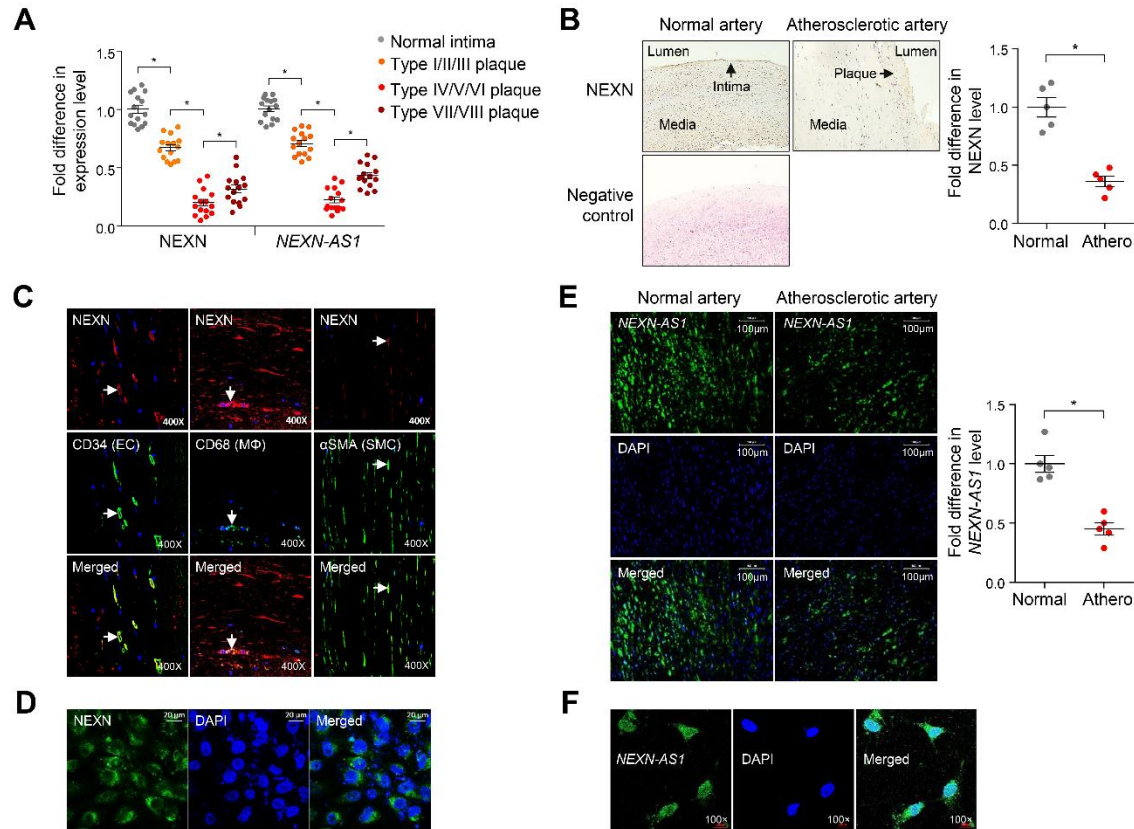 A
Fold difference in
expression level
1.5
1.0
0.5
0.0
*
*
*
*
*
*
NEXN
NEXN-AS1
Normal intima
Type I/II/III plaque
Type IV/V/VI plaque
Type VII/VIII plaque
B
Normal artery
Atherosclerotic artery
NEXN
Lumen
Intima
Media
Lumen
Plaque
Media
Negative
control
Fold difference in
NEXN level
1.5
1.0
0.5
0.0
*
Normal
Athero
C
NEXN
400X
NEXN
400X
NEXN
400X
CD34 (EC)
400X
CD68 (MΦ)
400X
αSMA (SMC)
400X
Merged
400X
Merged
400X
Merged
400X
D
NEXN
20 µm
DAPI
20 µm
Merged
20 µm
E
Normal artery
Atherosclerotic artery
NEXN-AS1
100µm
NEXN-AS1
100µm
DAPI
100µm
DAPI
100µm
Merged
100µm
Merged
100µm
Fold difference in
NEXN-AS1 level
1.5
1.0
0.5
0.0
*
Normal
Athero
F
NEXN-AS1
100×
DAPI
100×
Merged
100×